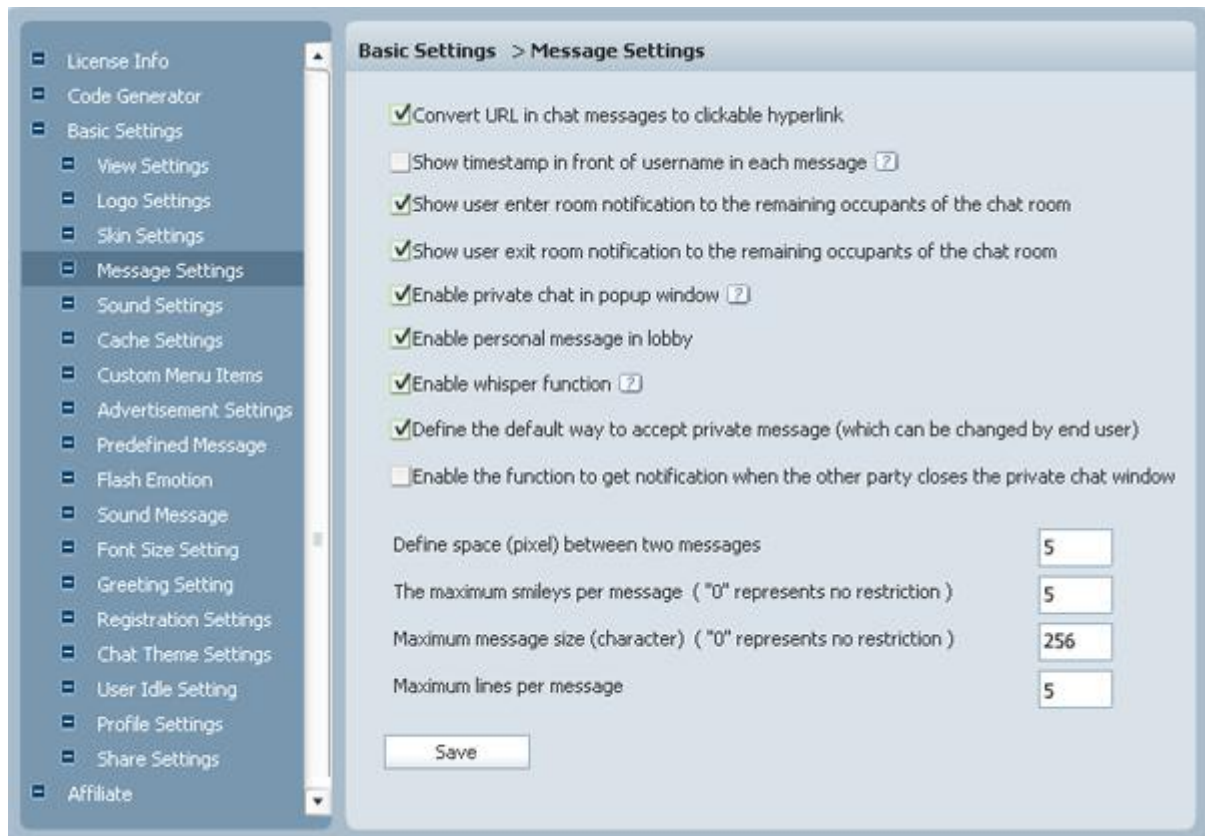 License Info
Code Generator
Basic Settings
View Settings
Logo Settings
Skin Settings
Message Settings
Sound Settings
Cache Settings
Custom Menu Items
Advertisement Settings
Predefined Message
Flash Emotion
Sound Message
Font Size Setting
Greeting Setting
Registration Settings
Chat Theme Settings
User Idle Setting
Profile Settings
Share Settings
Affiliate
Basic Settings > Message Settings
Convert URL in chat messages to clickable hyperlink
Show timestamp in front of username in each message ?
Show user enter room notification to the remaining occupants of the chat room
Show user exit room notification to the remaining occupants of the chat room
Enable private chat in popup window ?
Enable personal message in lobby
Enable whisper function ?
Define the default way to accept private message (which can be changed by end user)
Enable the function to get notification when the other party closes the private chat window
Define space (pixel) between two messages 5
The maximum smileys per message ( "0" represents no restriction ) 5
Maximum message size (character) ( "0" represents no restriction ) 256
Maximum lines per message 5
Save